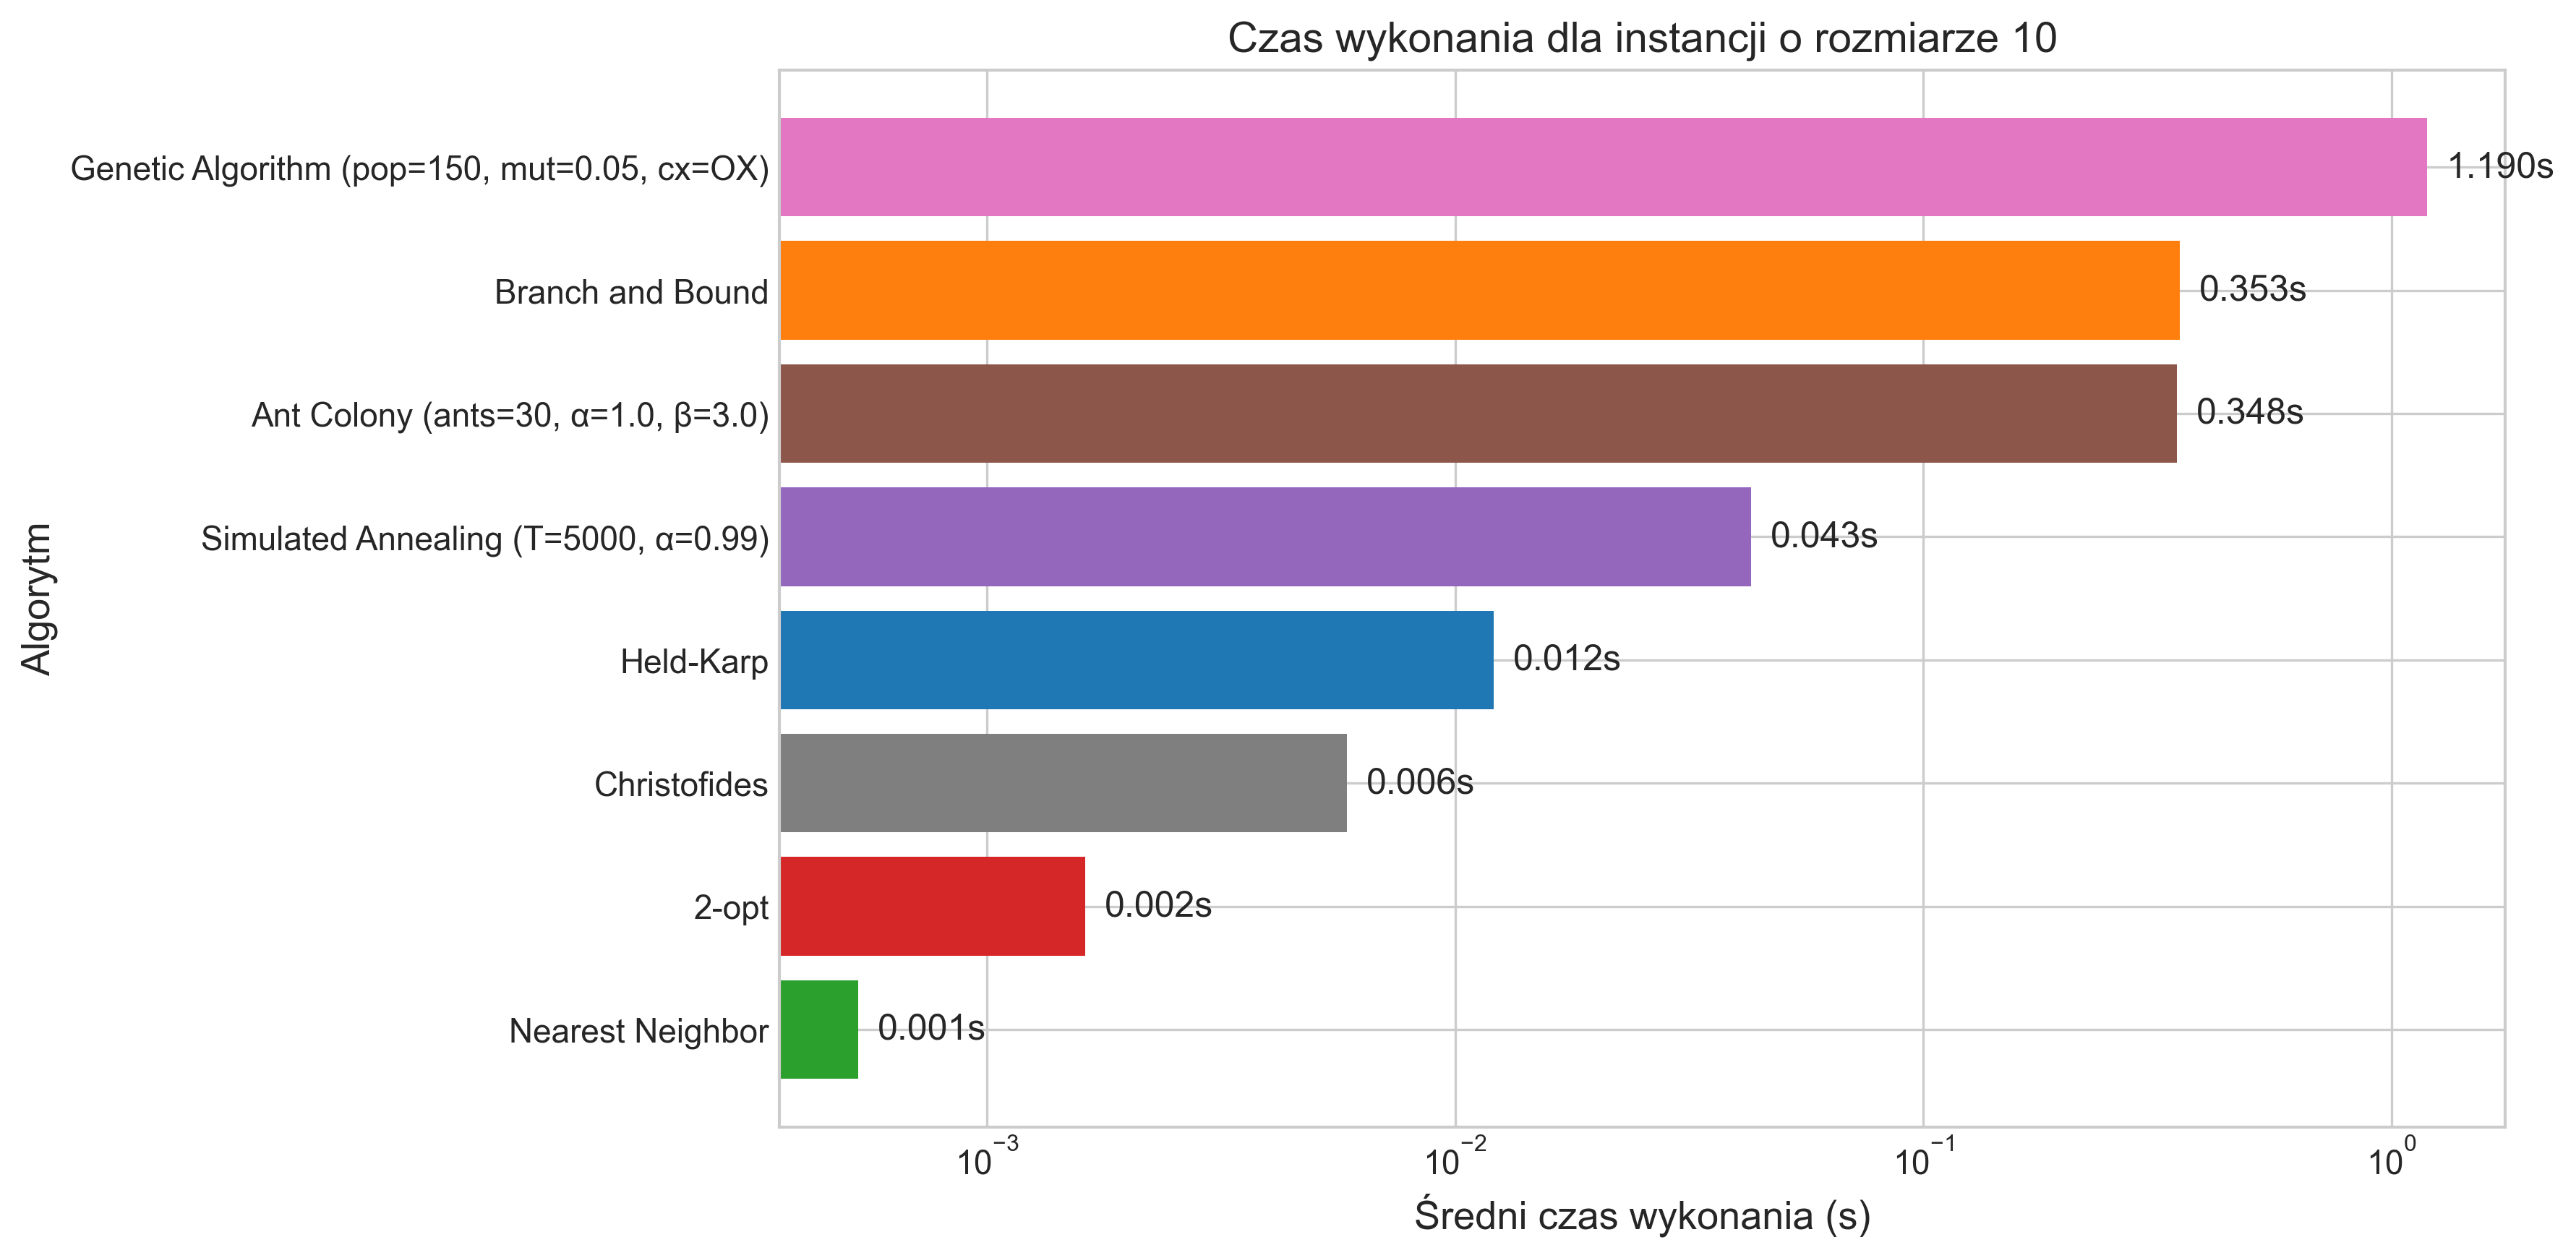 Czas wykonania dla instancji o rozmiarze 10
Algorytm
Genetic Algorithm (pop=150, mut=0.05, cx=OX)
1.190s
Branch and Bound
0.353s
Ant Colony (ants=30, α=1.0, β=3.0)
0.348s
Simulated Annealing (T=5000, α=0.99)
0.043s
Held-Karp
0.012s
Christofides
0.006s
2-opt
0.002s
Nearest Neighbor
0.001s
10⁻³ 10⁻² 10⁻¹ 10⁰
Średni czas wykonania (s)